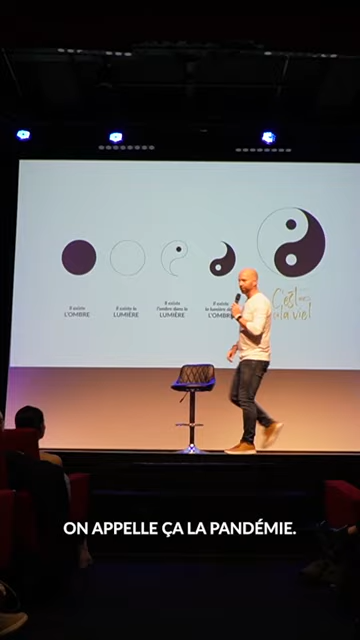 Il existe
L'OMBRE
Il existe la
LUMIÈRE
Il existe
l'ombre dans la
LUMIÈRE
Il existe
la lumière dans
L'OMBRE
C'est
la vie!
ON APPELLE ÇA LA PANDÉMIE.